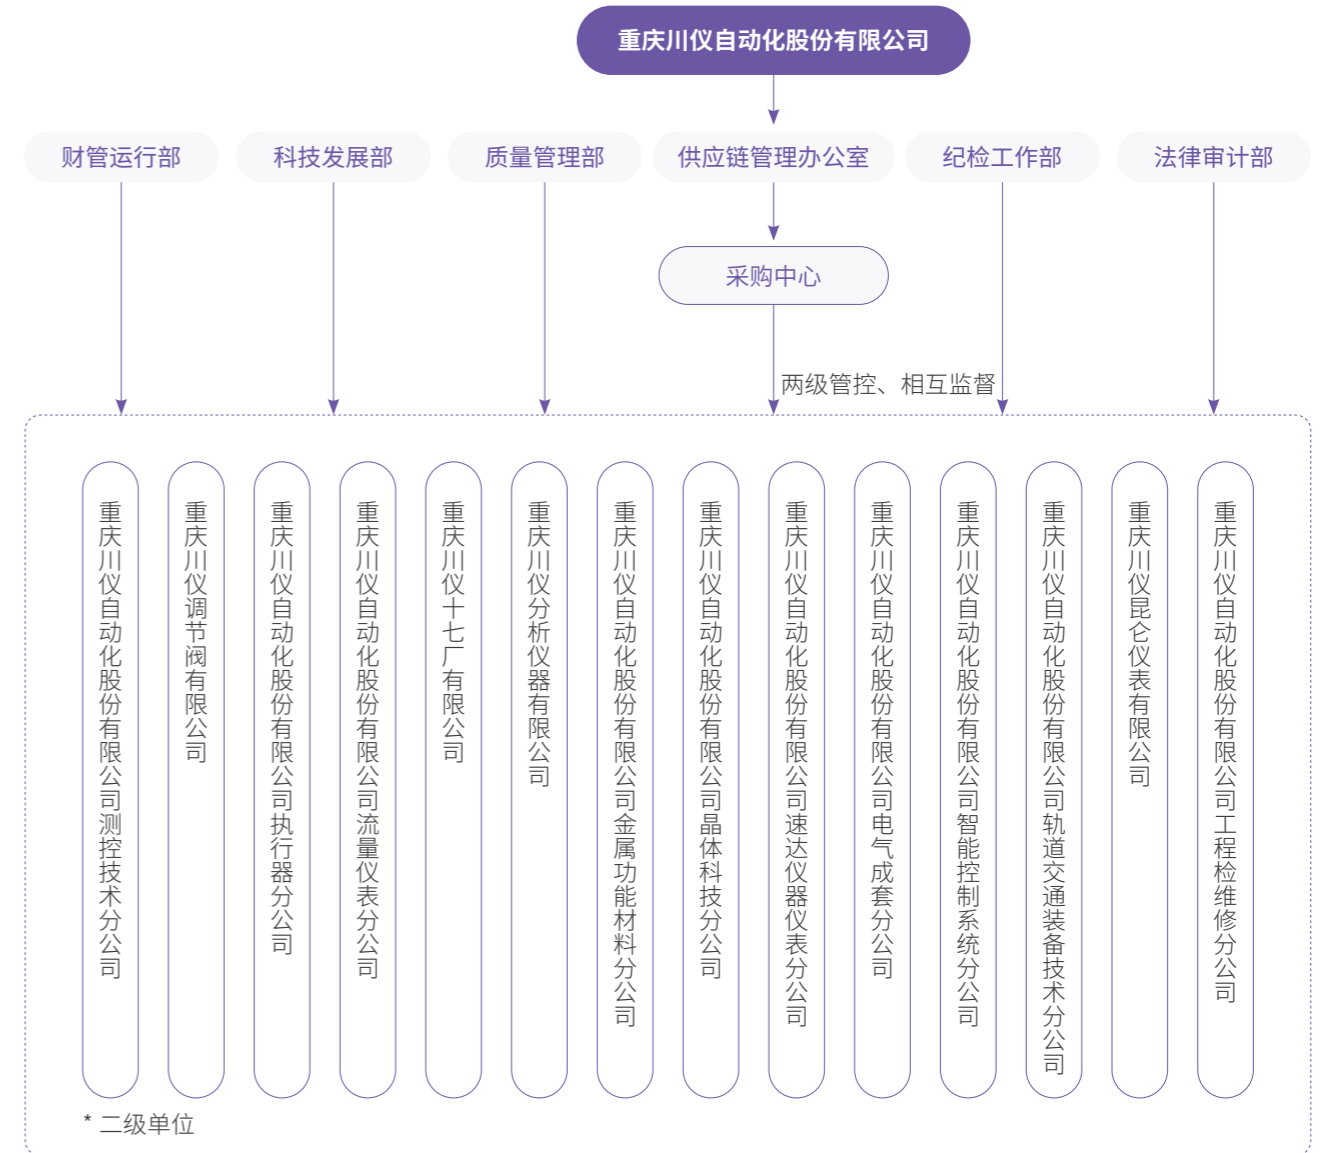 重庆川仪自动化股份有限公司
财管运行部
科技发展部
质量管理部
供应链管理办公室
纪检工作部
法律审计部
采购中心
两级管控、相互监督
重庆川仪自动化股份有限公司测控技术分公司
重庆川仪调节阀有限公司
重庆川仪自动化股份有限公司执行器分公司
重庆川仪自动化股份有限公司流量仪表分公司
重庆川仪十七厂有限公司
重庆川仪分析仪器有限公司
重庆川仪自动化股份有限公司金属功能材料分公司
重庆川仪自动化股份有限公司晶体科技分公司
重庆川仪自动化股份有限公司速达仪器仪表分公司
重庆川仪自动化股份有限公司电气成套分公司
重庆川仪自动化股份有限公司智能控制系统分公司
重庆川仪自动化股份有限公司轨道交通装备技术分公司
重庆川仪昆仑仪表有限公司
重庆川仪自动化股份有限公司工程检维修分公司
* 二级单位